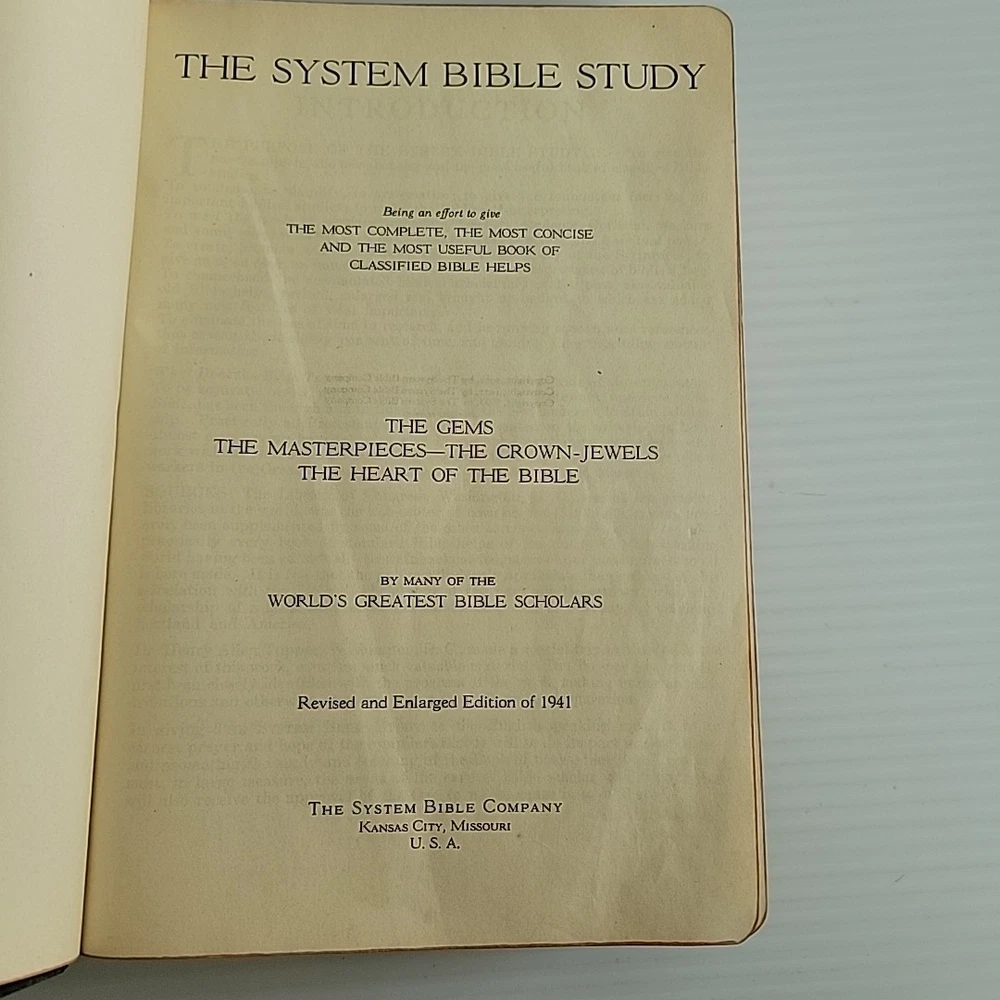 THE SYSTEM BIBLE STUDY
Being an effort to give
THE MOST COMPLETE, THE MOST CONCISE
AND THE MOST USEFUL BOOK OF
CLASSIFIED BIBLE HELPS
THE GEMS
THE MASTERPIECES—THE CROWN-JEWELS
THE HEART OF THE BIBLE
BY MANY OF THE
WORLD'S GREATEST BIBLE SCHOLARS
Revised and Enlarged Edition of 1941
THE SYSTEM BIBLE COMPANY
KANSAS CITY, MISSOURI
U. S. A.